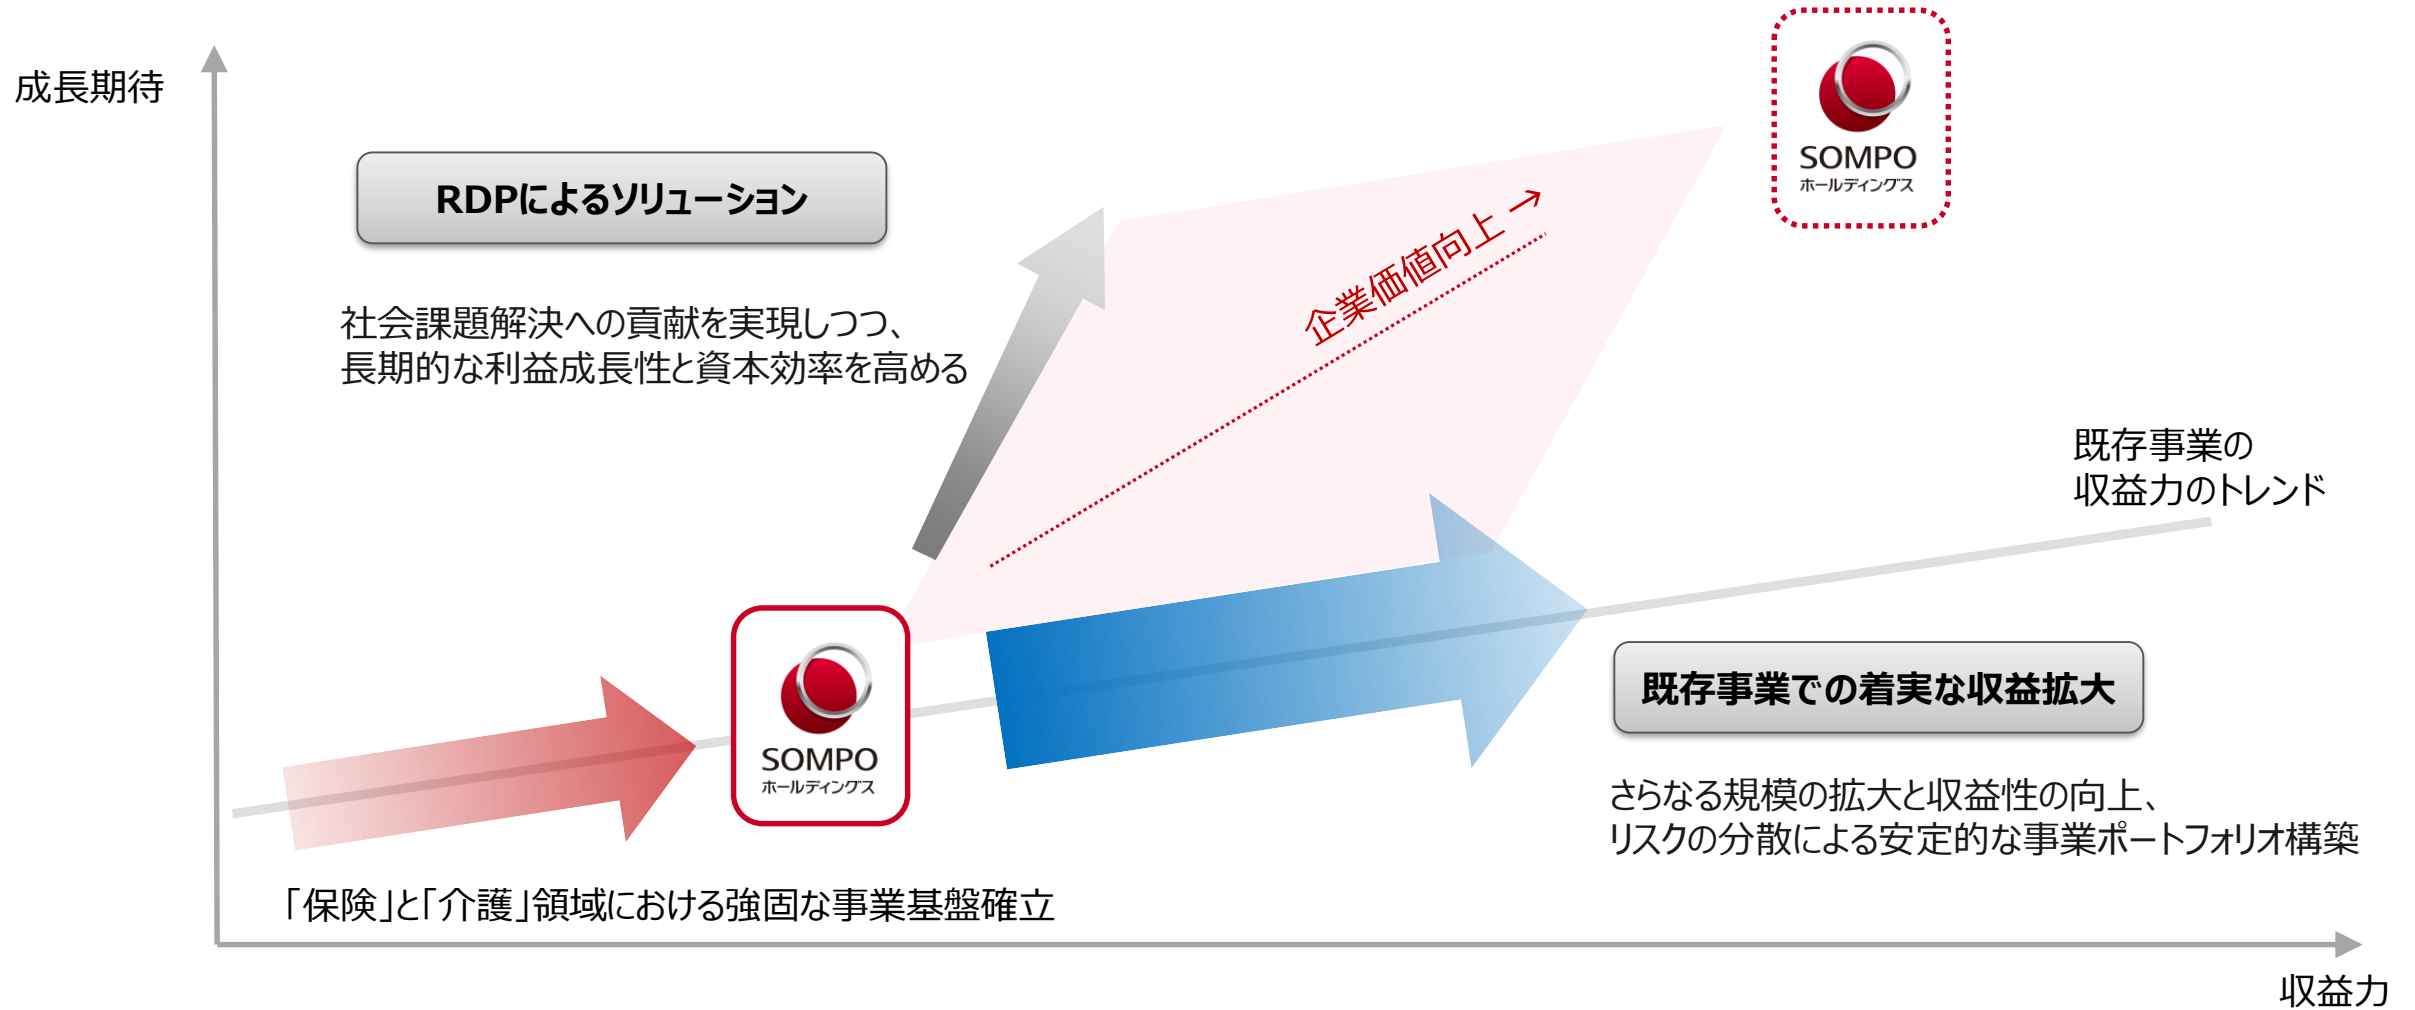 成長期待
RDPによるソリューション
社会課題解決への貢献を実現しつつ、
長期的な利益成長性と資本効率を高める
企業価値向上 →
SOMPO
ホールディングス
既存事業の
収益力のトレンド
SOMPO
ホールディングス
既存事業での着実な収益拡大
さらなる規模の拡大と収益性の向上、
リスクの分散による安定的な事業ポートフォリオ構築
「保険」と「介護」領域における強固な事業基盤確立
収益力